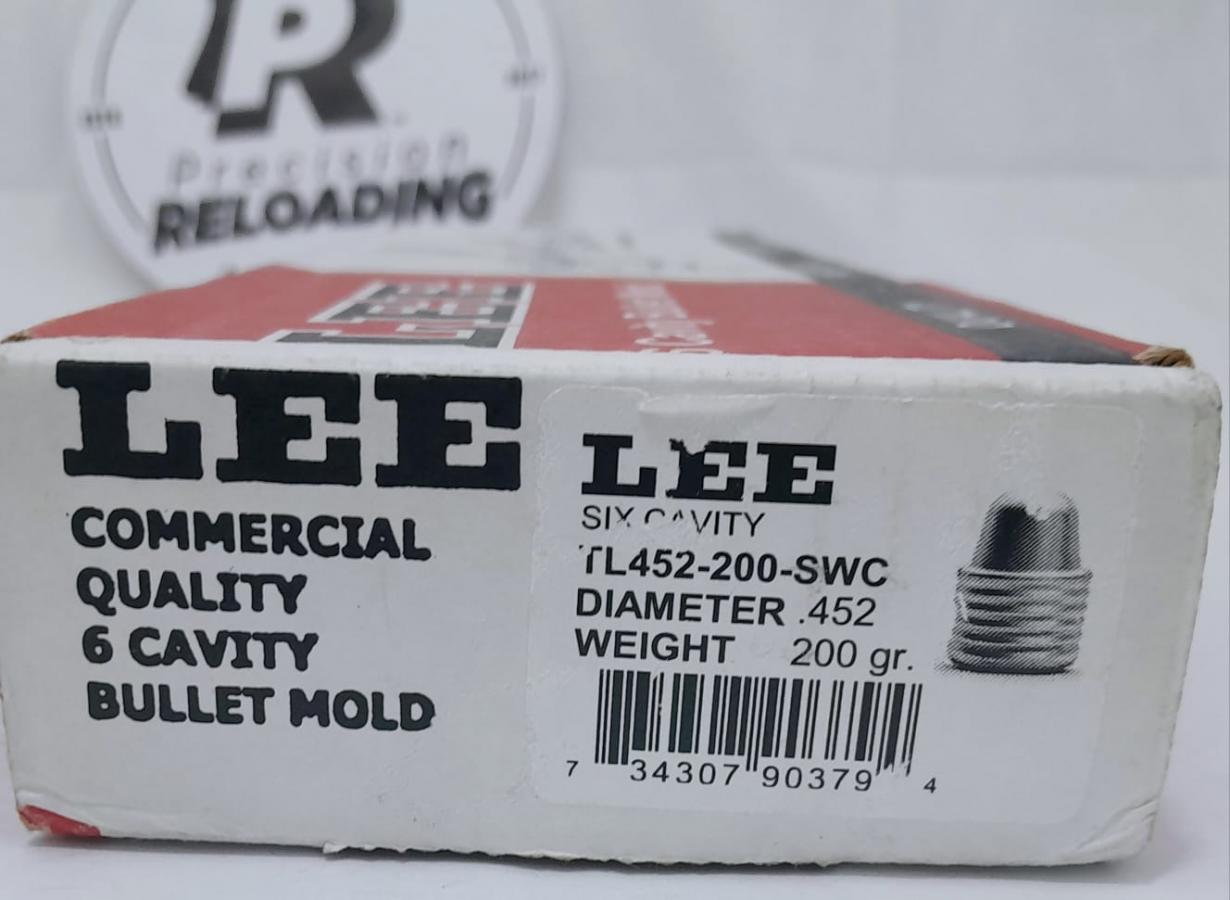 R
Precision
RELOADING
LEE
LEE
COMMERCIAL
QUALITY
6 CAVITY
BULLET MOLD
LEE
SIX CAVITY
TL452-200-SWC
DIAMETER .452
WEIGHT 200 gr.
7 34307 90379 4